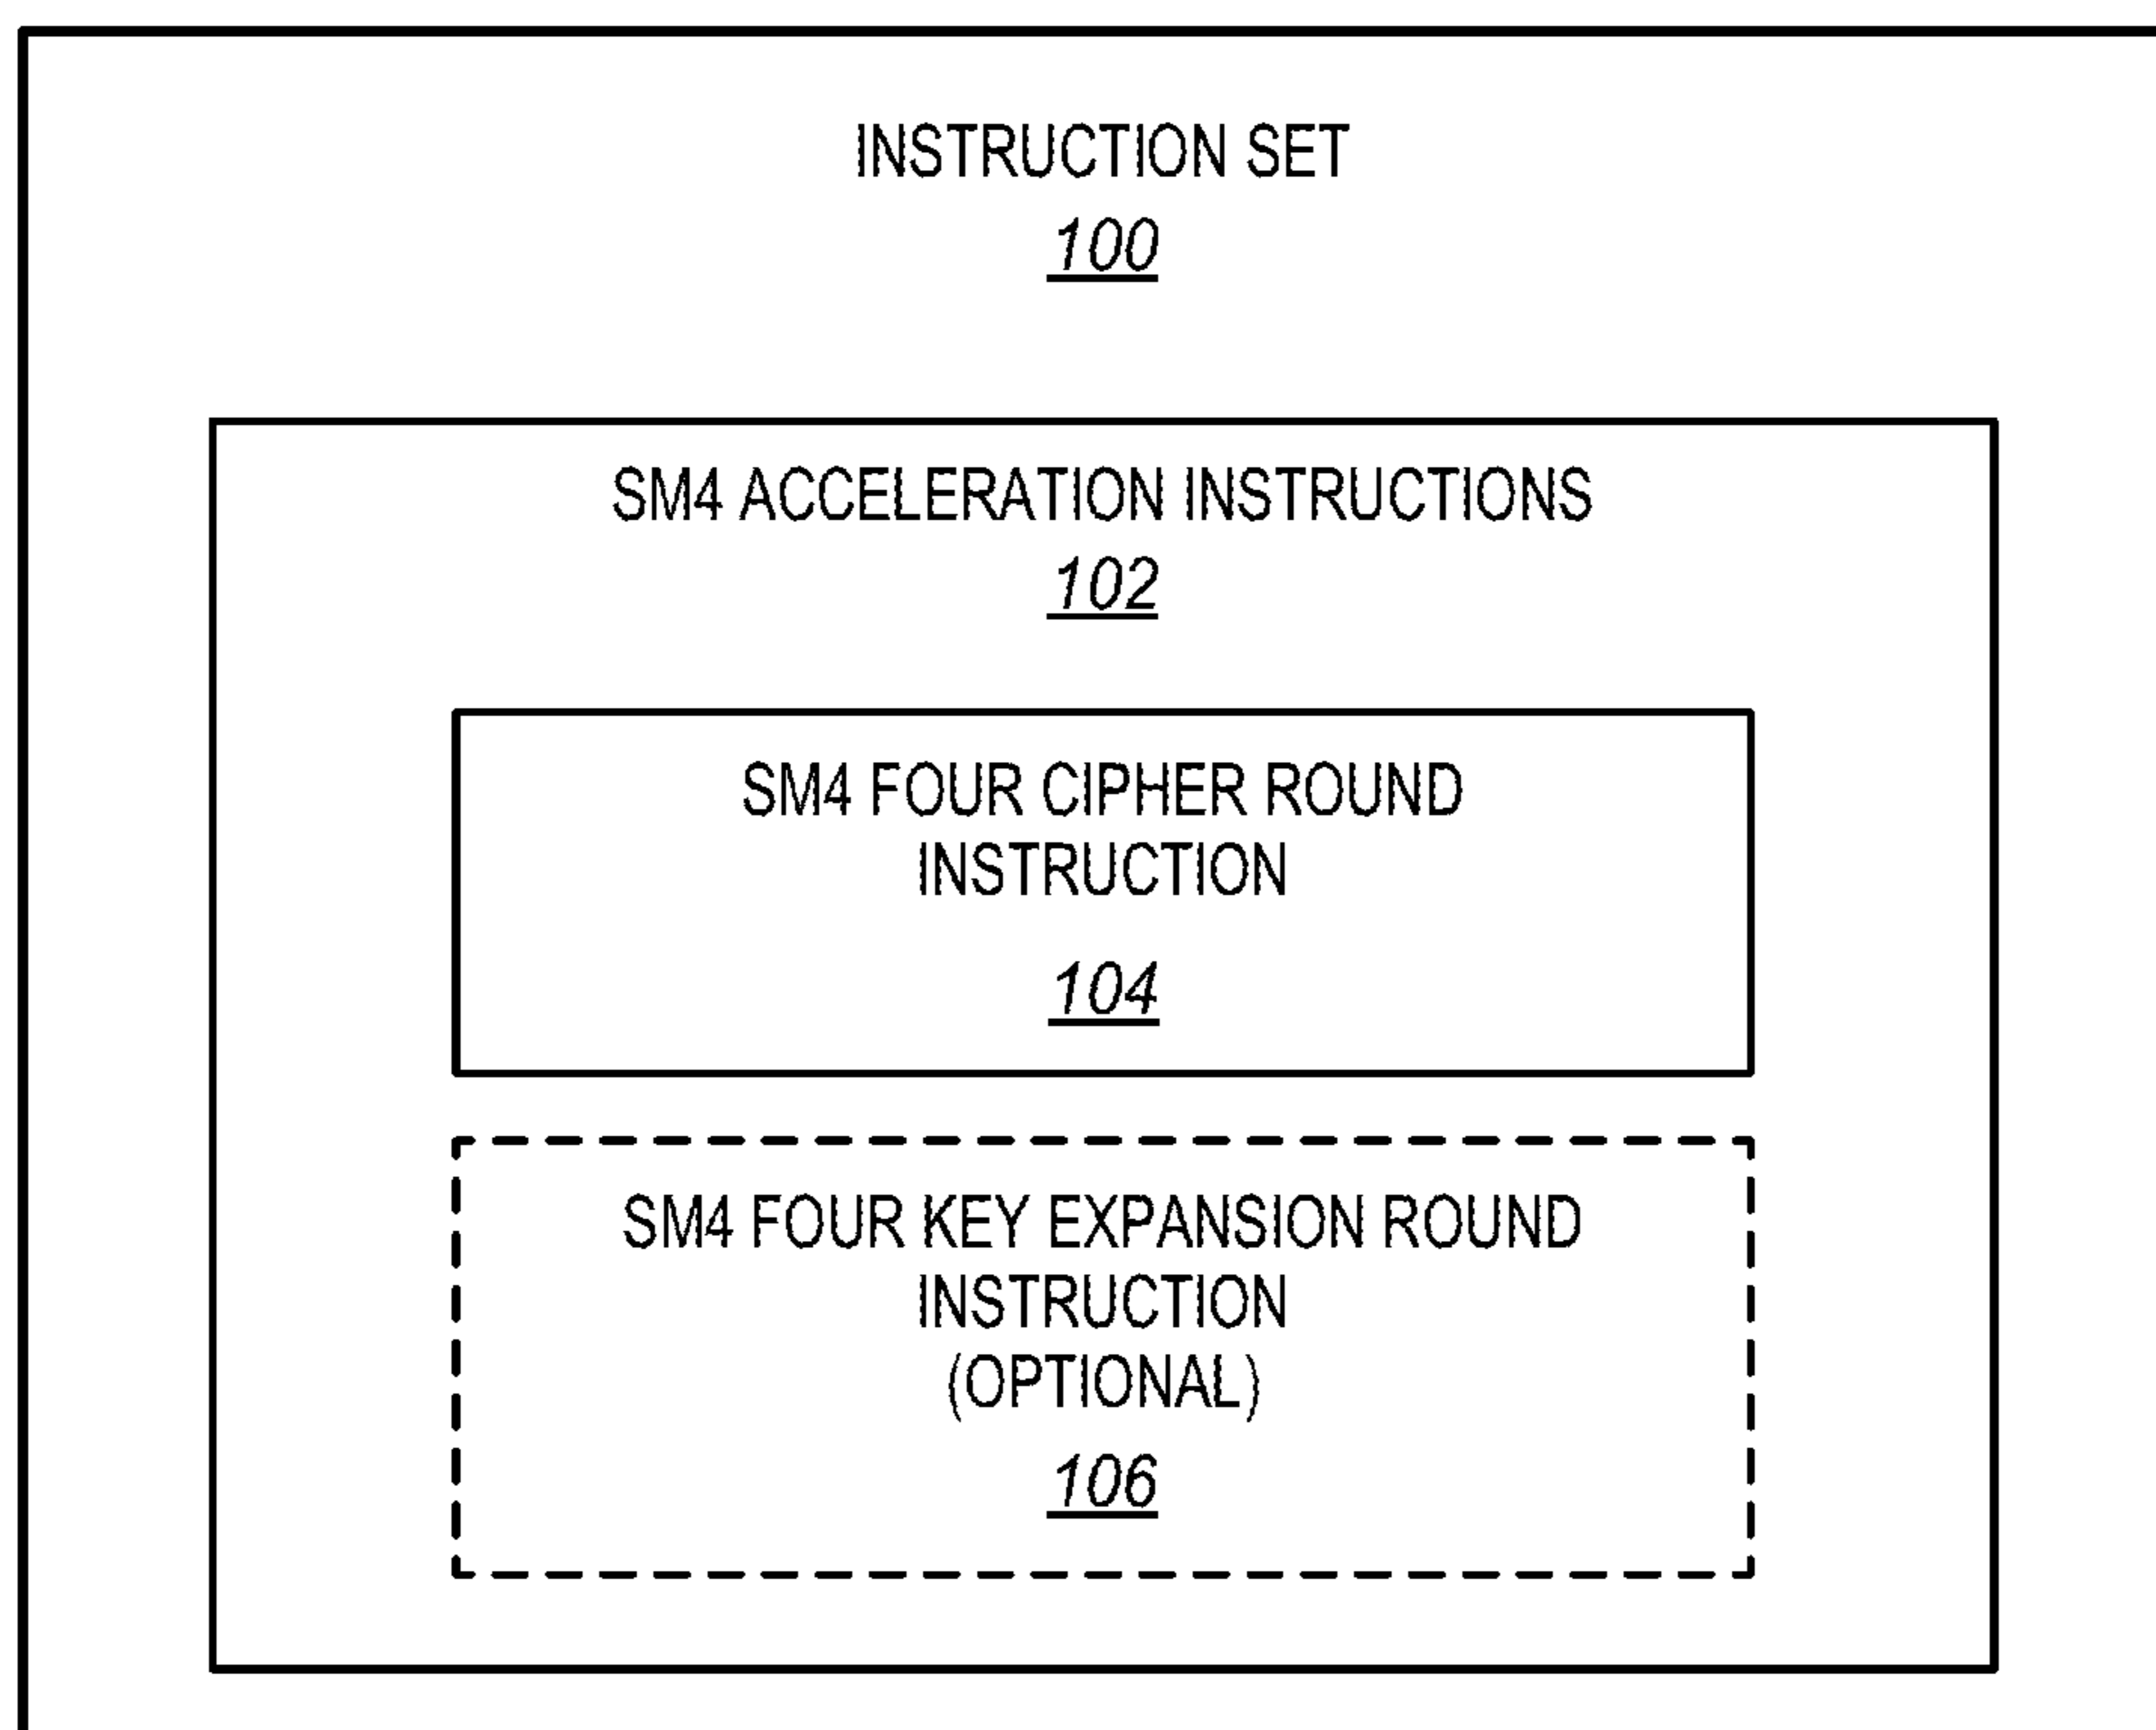 INSTRUCTION SET
100
SM4 ACCELERATION INSTRUCTIONS
102
SM4 FOUR CIPHER ROUND
INSTRUCTION
104
SM4 FOUR KEY EXPANSION ROUND
INSTRUCTION
(OPTIONAL)
106